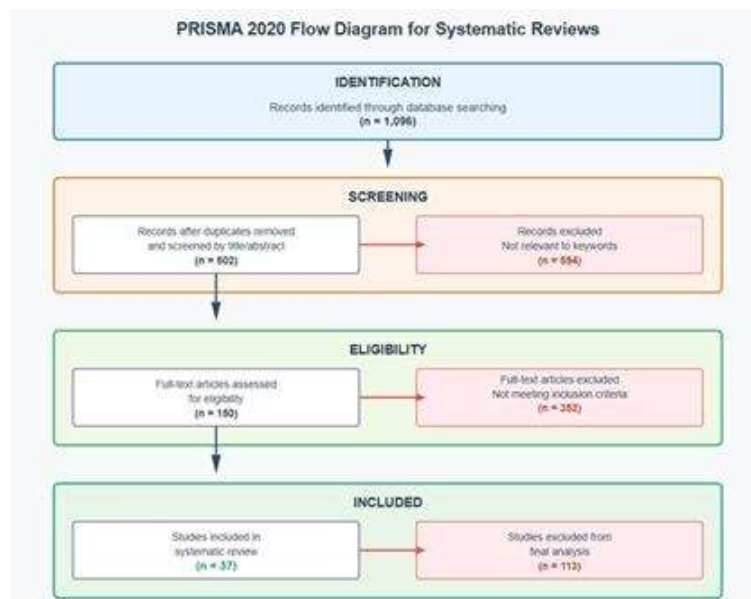 PRISMA 2020 Flow Diagram for Systematic Reviews
IDENTIFICATION
Records identified through database searching
(n = 1,096)
SCREENING
Records after duplicates removed
and screened by title/abstract
(n = 502)
Records excluded
Not relevant to keywords
(n = 594)
ELIGIBILITY
Full-text articles assessed
for eligibility
(n = 150)
Full-text articles excluded
Not meeting inclusion criteria
(n = 352)
INCLUDED
Studies included in
systematic review
(n = 37)
Studies excluded from
final analysis
(n = 113)